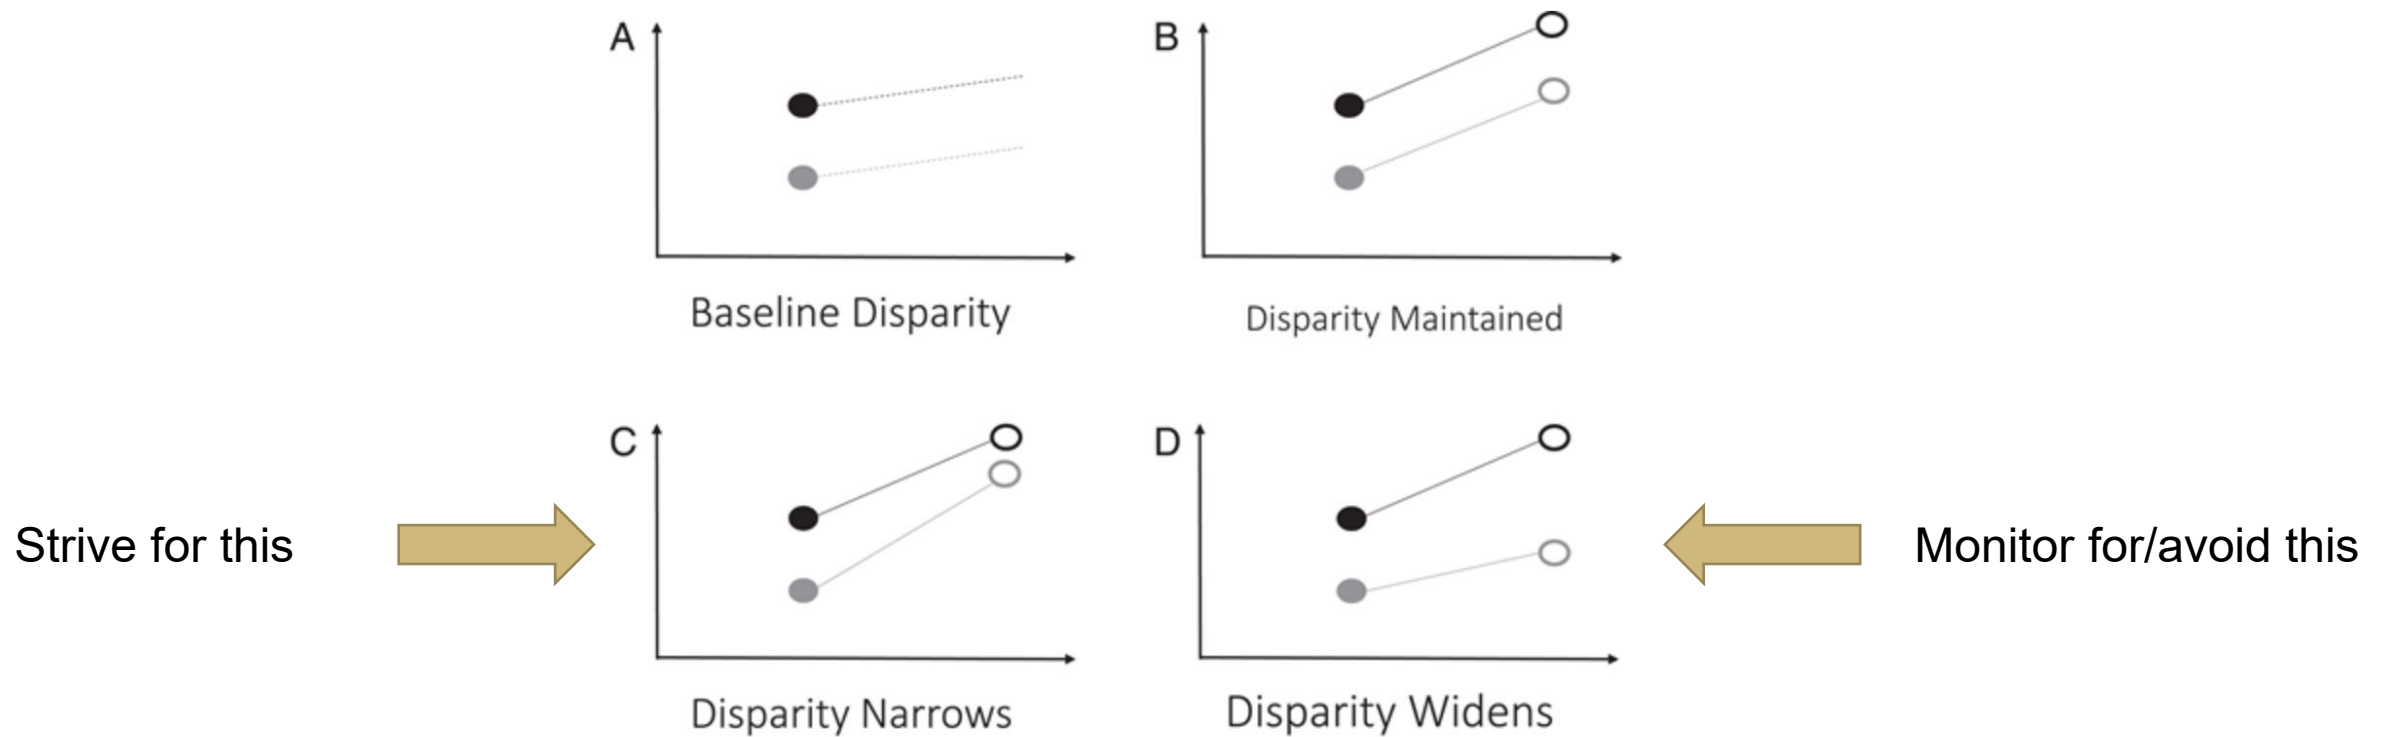 A
B
Baseline Disparity
Disparity Maintained
C
D
Strive for this
Monitor for/avoid this
Disparity Narrows
Disparity Widens